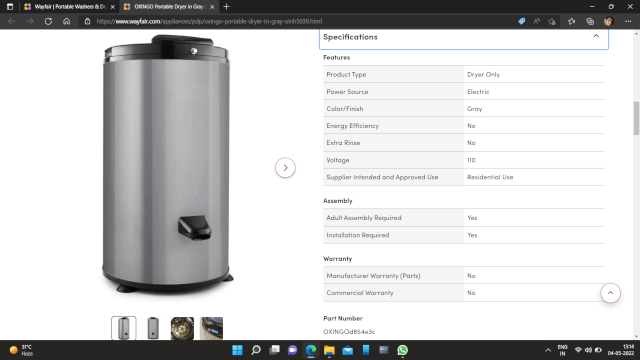 Wayfair | Portable Washers & Dr
OXINGO Portable Dryer in Gray
https://www.wayfair.com/appliances/pdp/oxingo-portable-dryer-in-gray-sinh5039.html
Specifications
Features
Product Type Dryer Only
Power Source Electric
Color/Finish Gray
Energy Efficiency No
Extra Rinse No
Voltage 110
Supplier Intended and Approved Use Residential Use
Assembly
Adult Assembly Required Yes
Installation Required Yes
Warranty
Manufacturer Warranty (Parts) No
Commercial Warranty No
Part Number
OXINGOd854e3c
31°C
Haze
ENG
IN
13:14
04-05-2022